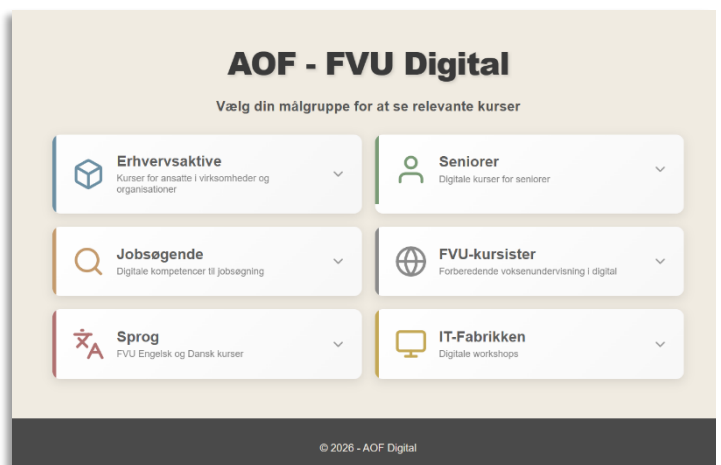 AOF - FVU Digital
Vælg din målgruppe for at se relevante kurser
Erhvervsaktive
Kurser for ansatte i virksomheder og
organisationer
Seniorer
Digitale kurser for seniorer
Jobsøgende
Digitale kompetencer til jobsøgning
FVU-kursister
Forberedende voksenundervisning i digital
Sprog
FVU Engelsk og Dansk kurser
IT-Fabrikken
Digitale workshops
© 2026 - AOF Digital